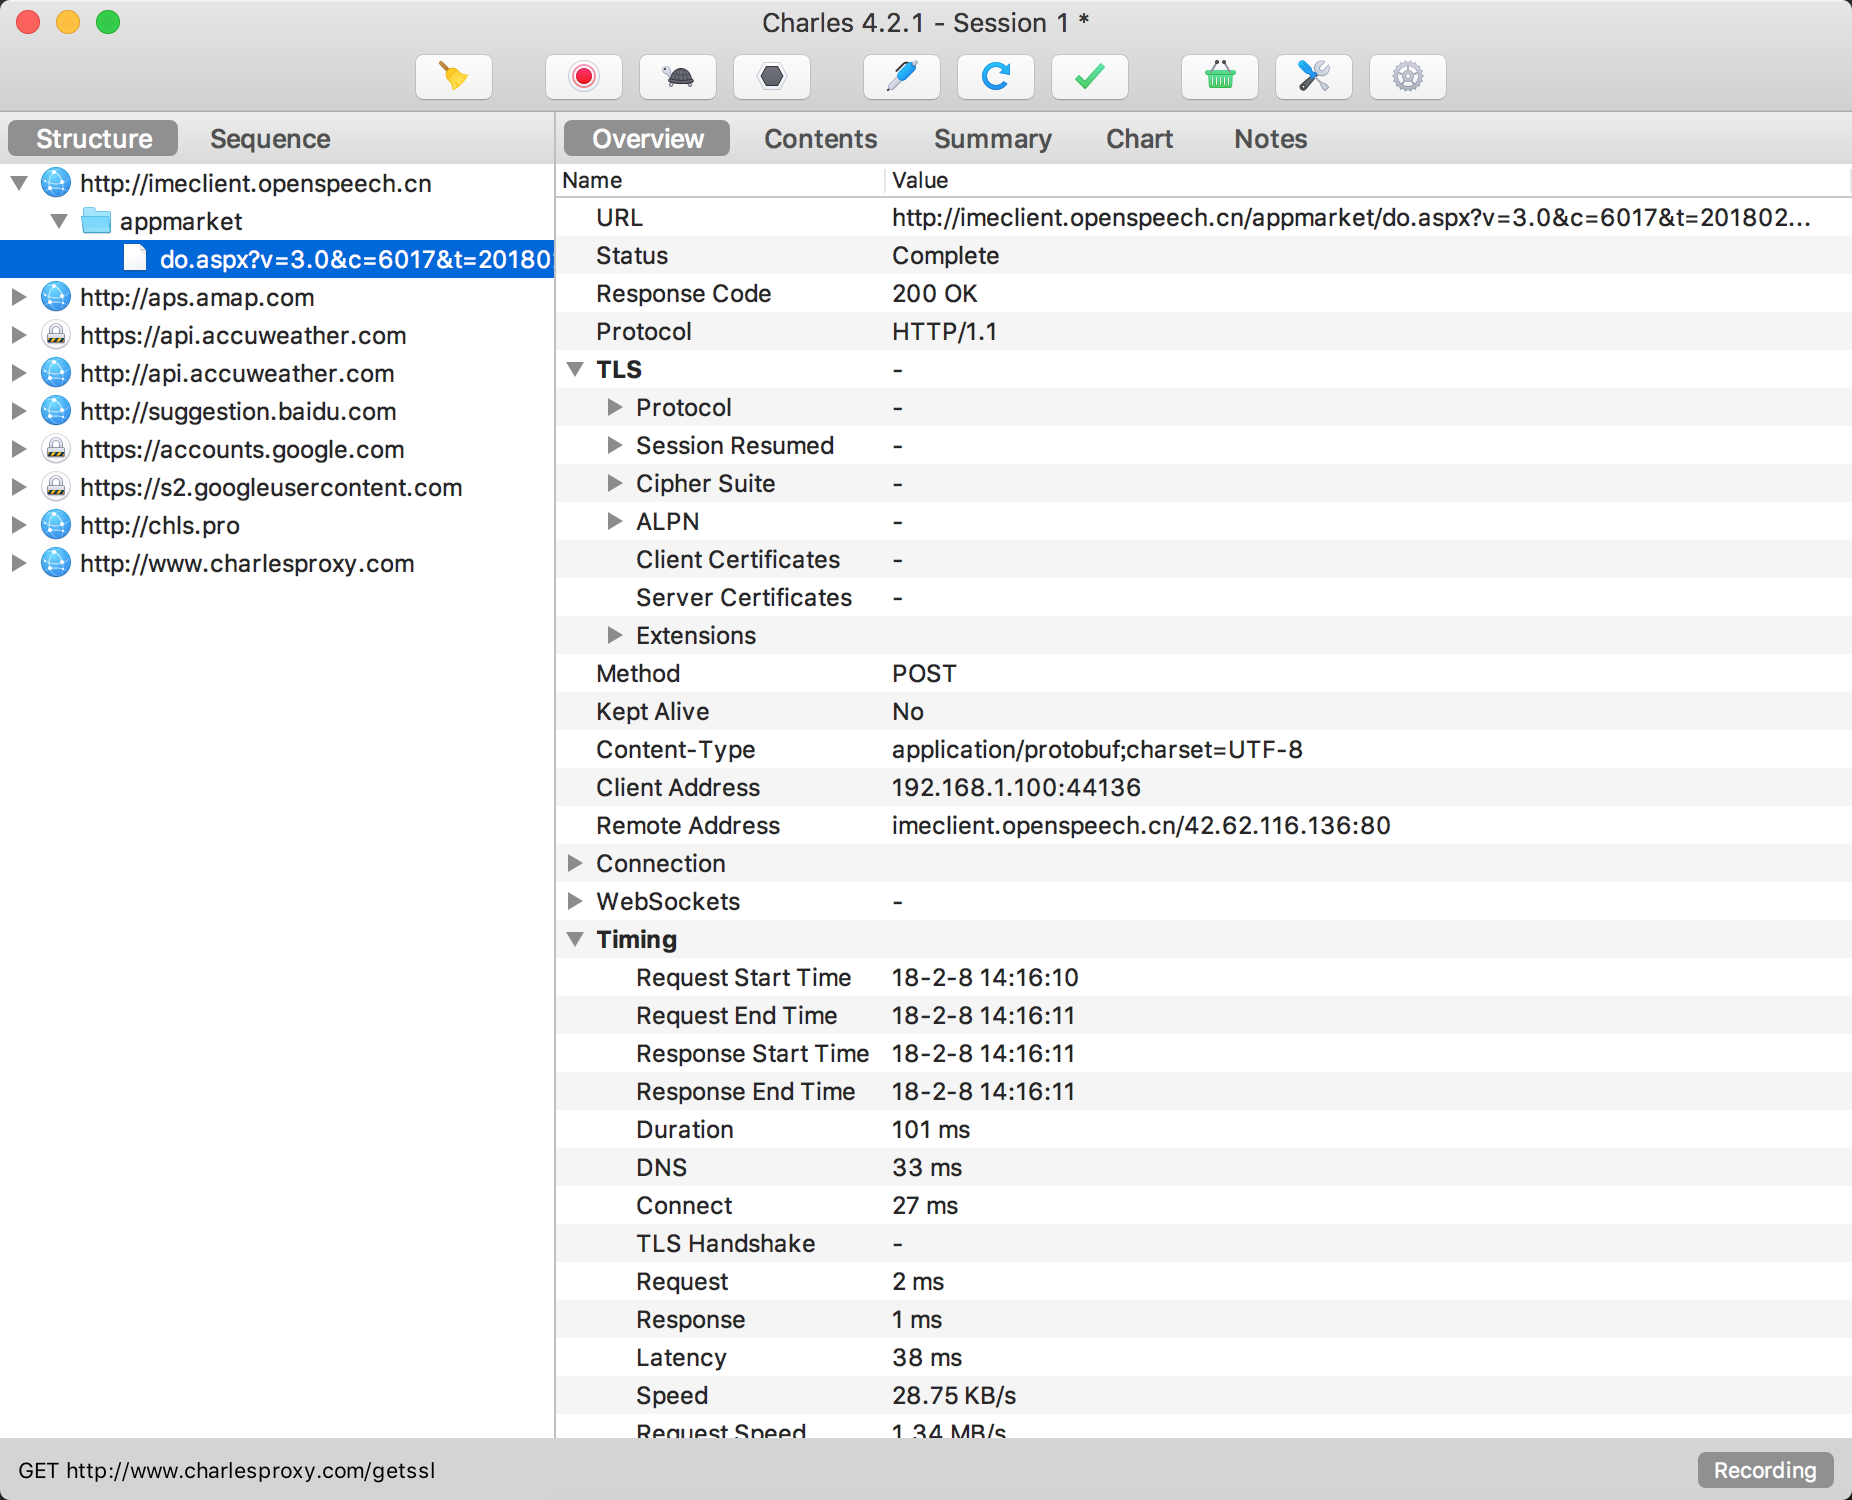 Charles 4.2.1 - Session 1 *
Structure
Sequence
http://imeclient.openspeech.cn
appmarket
do.aspx?v=3.0&c=6017&t=20180
http://aps.amap.com
https://api.accuweather.com
http://api.accuweather.com
http://suggestion.baidu.com
https://accounts.google.com
https://s2.googleusercontent.com
http://chls.pro
http://www.charlesproxy.com
Overview
Contents
Summary
Chart
Notes
Name Value
URL http://imeclient.openspeech.cn/appmarket/do.aspx?v=3.0&c=6017&t=201802...
Status Complete
Response Code 200 OK
Protocol HTTP/1.1
TLS -
Protocol -
Session Resumed -
Cipher Suite -
ALPN -
Client Certificates -
Server Certificates -
Extensions
Method POST
Kept Alive No
Content-Type application/protobuf;charset=UTF-8
Client Address 192.168.1.100:44136
Remote Address imeclient.openspeech.cn/42.62.116.136:80
Connection
WebSockets -
Timing
Request Start Time 18-2-8 14:16:10
Request End Time 18-2-8 14:16:11
Response Start Time 18-2-8 14:16:11
Response End Time 18-2-8 14:16:11
Duration 101 ms
DNS 33 ms
Connect 27 ms
TLS Handshake -
Request 2 ms
Response 1 ms
Latency 38 ms
Speed 28.75 KB/s
Request Speed 1.34 MB/s
GET http://www.charlesproxy.com/getssl
Recording